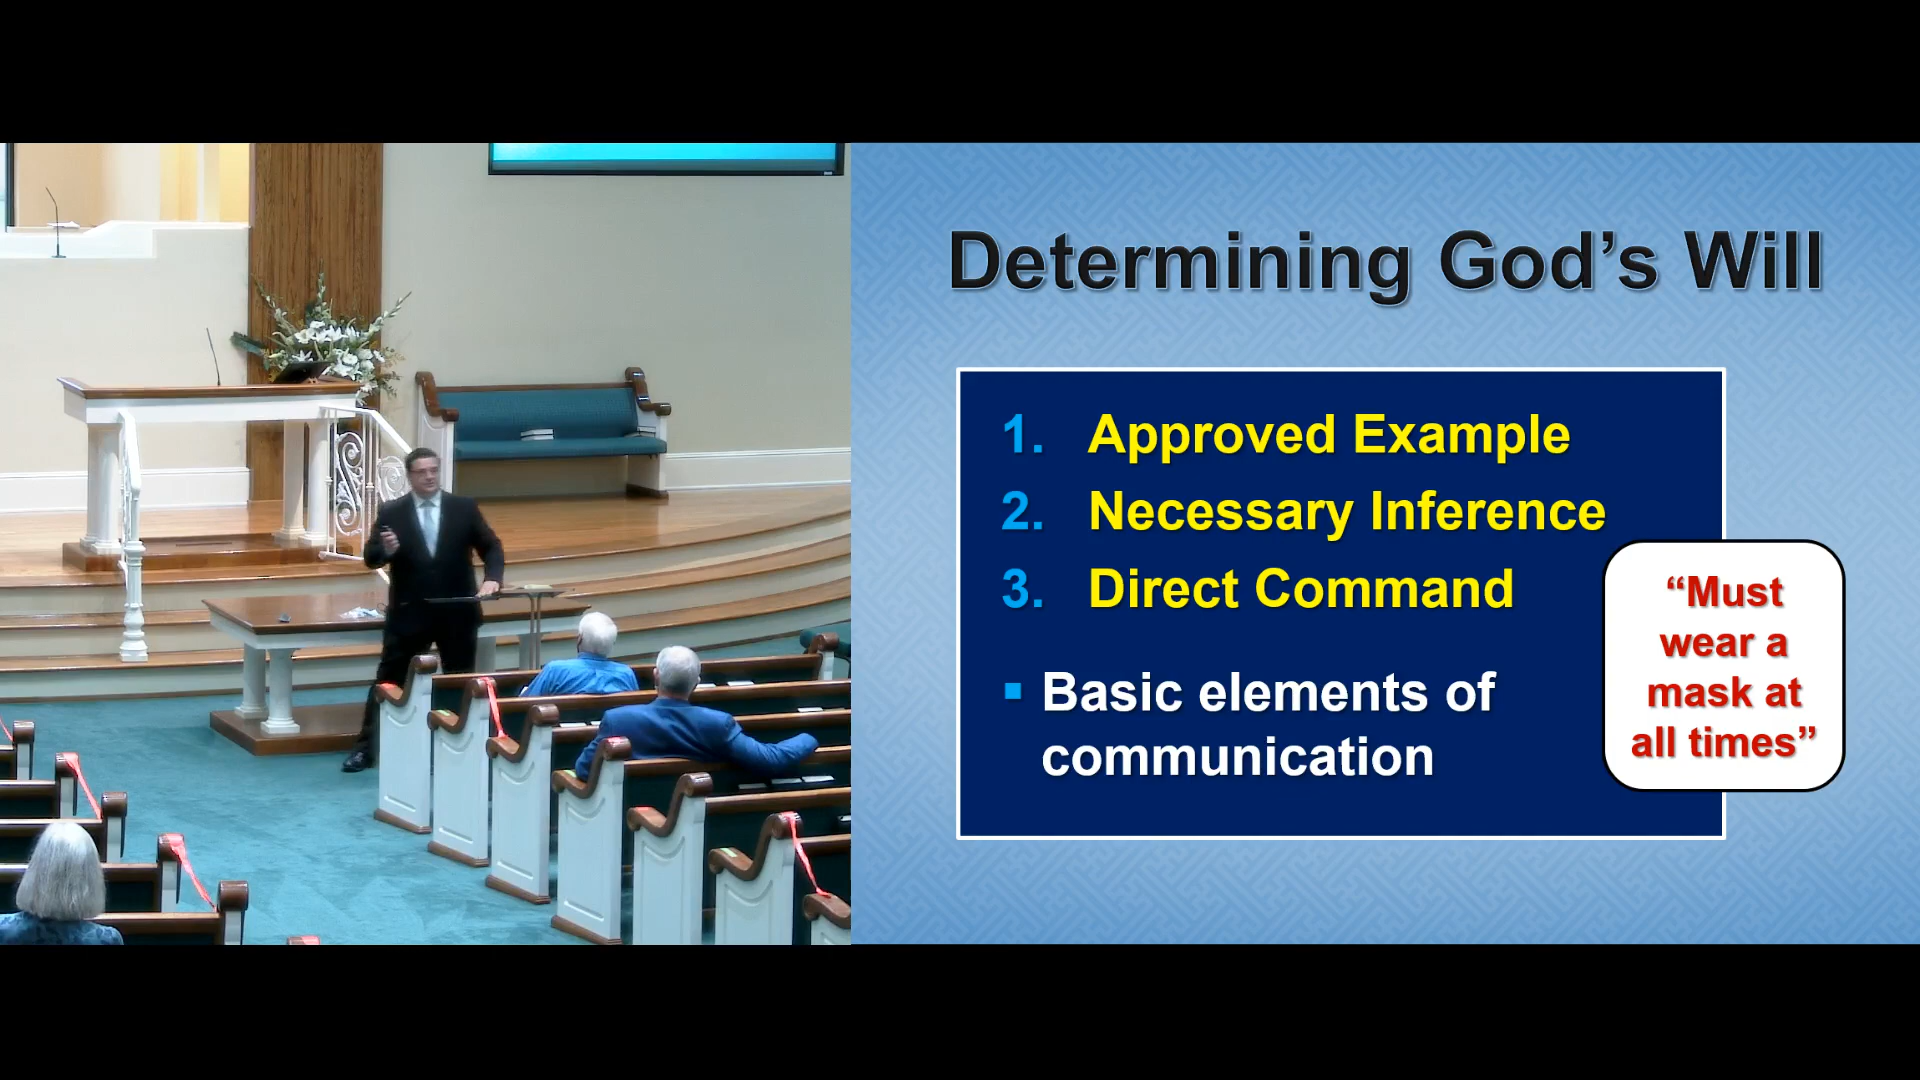 Determining God’s Will
1. Approved Example
2. Necessary Inference
3. Direct Command
▪ Basic elements of
communication
“Must
wear a
mask at
all times”